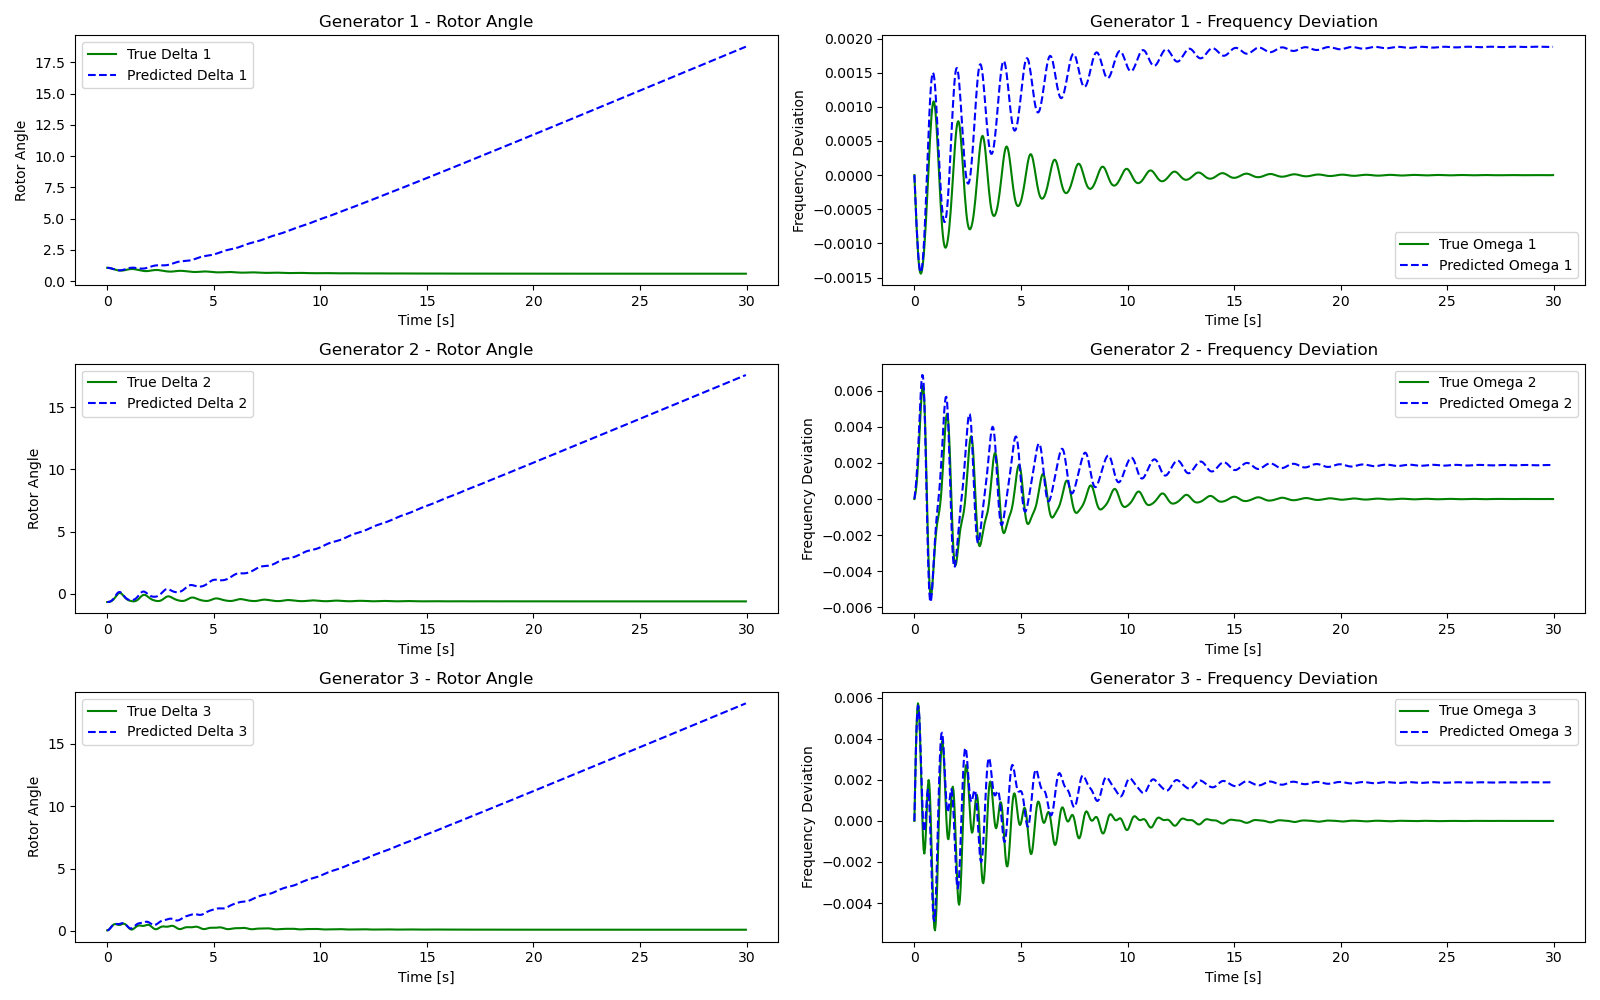 Generator 1 - Rotor Angle
True Delta 1
Predicted Delta 1
Rotor Angle
17.5
15.0
12.5
10.0
7.5
5.0
2.5
0.0
0 5 10 15 20 25 30
Time [s]
Generator 1 - Frequency Deviation
Frequency Deviation
0.0020
0.0015
0.0010
0.0005
0.0000
−0.0005
−0.0010
−0.0015
True Omega 1
Predicted Omega 1
0 5 10 15 20 25 30
Time [s]
Generator 2 - Rotor Angle
True Delta 2
Predicted Delta 2
Rotor Angle
15
10
5
0
0 5 10 15 20 25 30
Time [s]
Generator 2 - Frequency Deviation
True Omega 2
Predicted Omega 2
Frequency Deviation
0.006
0.004
0.002
0.000
−0.002
−0.004
−0.006
0 5 10 15 20 25 30
Time [s]
Generator 3 - Rotor Angle
True Delta 3
Predicted Delta 3
Rotor Angle
15
10
5
0
0 5 10 15 20 25 30
Time [s]
Generator 3 - Frequency Deviation
True Omega 3
Predicted Omega 3
Frequency Deviation
0.006
0.004
0.002
0.000
−0.002
−0.004
0 5 10 15 20 25 30
Time [s]